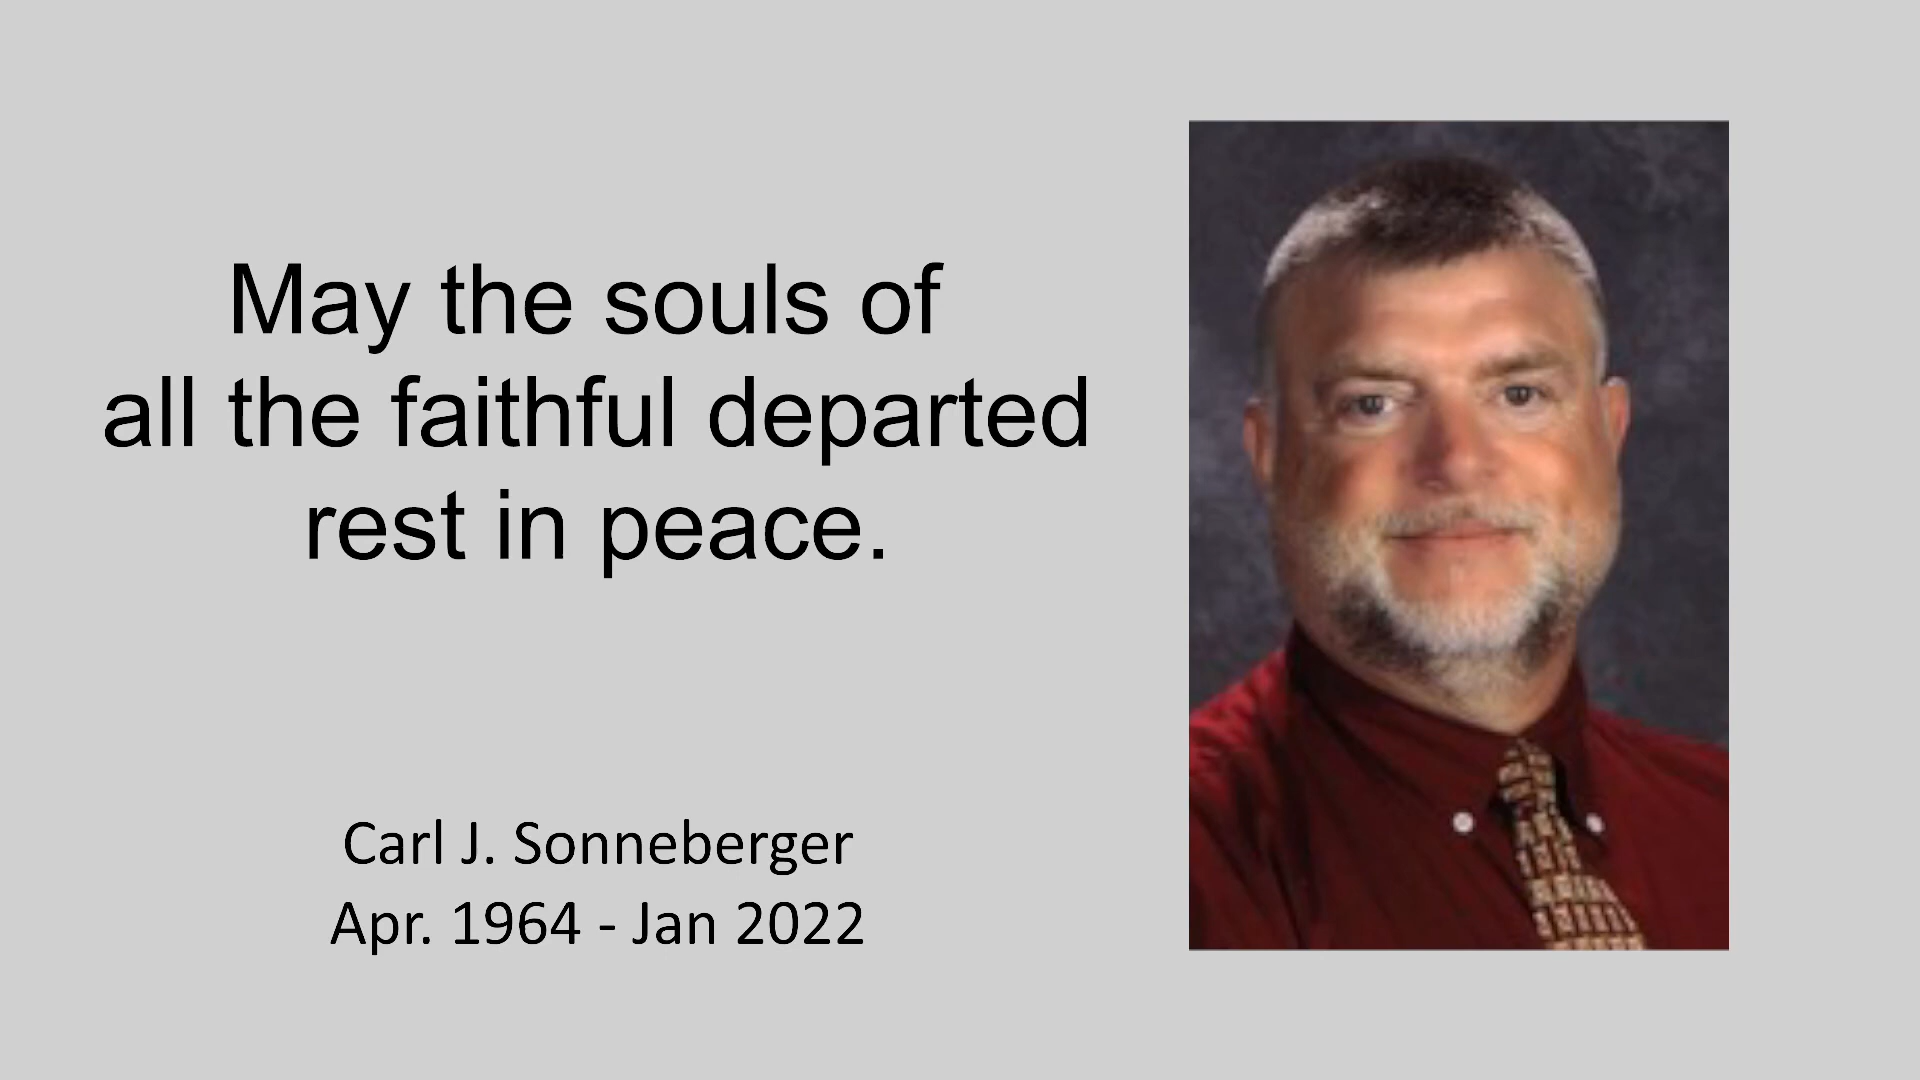 May the souls of
all the faithful departed
rest in peace.
Carl J. Sonneberger
Apr. 1964 - Jan 2022